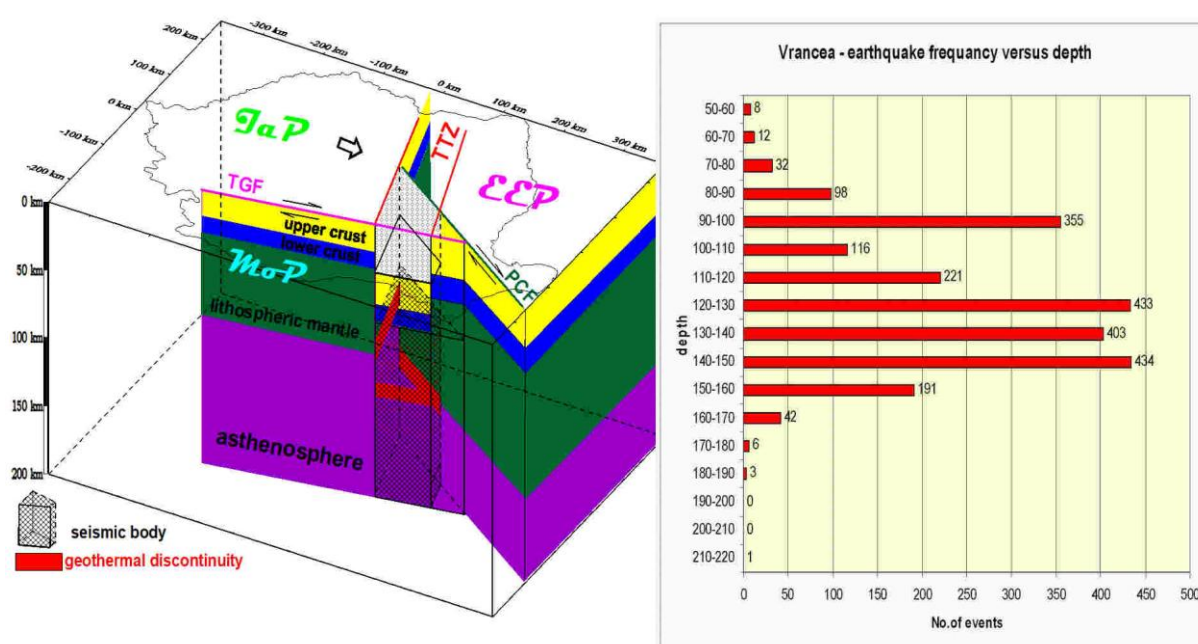 -300 km
-200 km
-100 km
0 km
100 km
200 km
300 km
200 km
100 km
0 km
-100 km
-200 km
0 km
50 km
100 km
150 km
200 km
IaP
TTZ
EEP
TGF
upper crust
lower crust
MoP
PCF
lithospheric mantle
asthenosphere
seismic body
geothermal discontinuity
Vrancea - earthquake frequancy versus depth
depth
50-60 8
60-70 12
70-80 32
80-90 98
90-100 355
100-110 116
110-120 221
120-130 433
130-140 403
140-150 434
150-160 191
160-170 42
170-180 6
180-190 3
190-200 0
200-210 0
210-220 1
0 50 100 150 200 250 300 350 400 450 500
No.of events